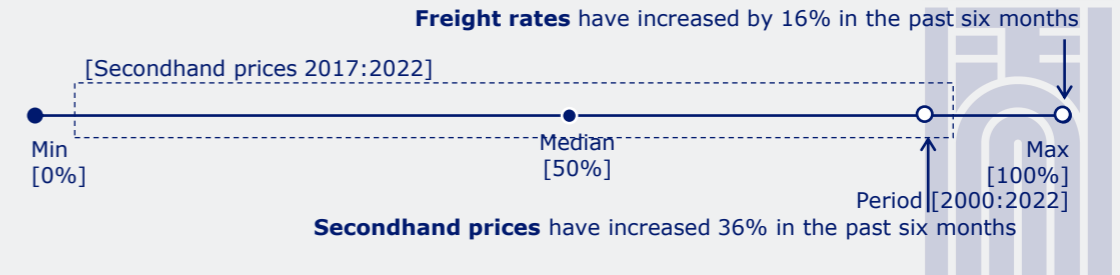 Freight rates have increased by 16% in the past six months
[Secondhand prices 2017:2022]
Min
[0%]
Median
[50%]
Max
[100%]
Period [2000:2022]
Secondhand prices have increased 36% in the past six months